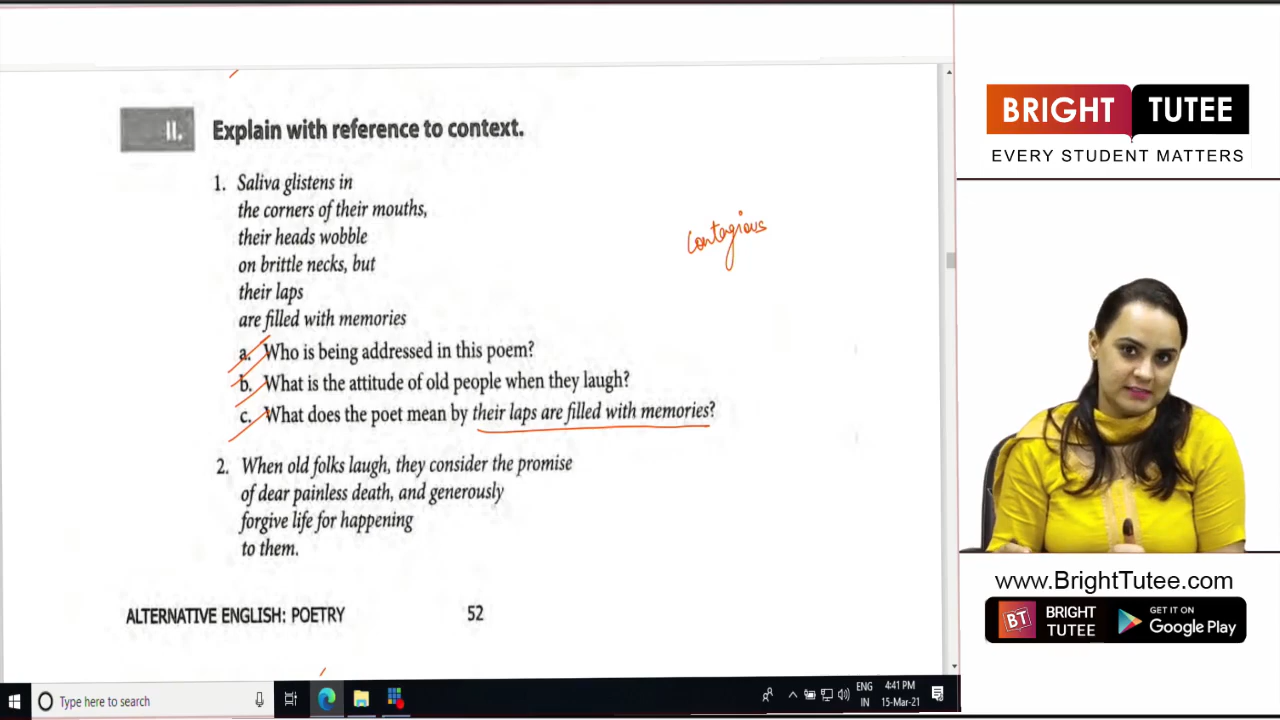 II. Explain with reference to context.
1. Saliva glistens in
the corners of their mouths,
their heads wobble
on brittle necks, but
their laps
are filled with memories
a. Who is being addressed in this poem?
b. What is the attitude of old people when they laugh?
c. What does the poet mean by their laps are filled with memories?
2. When old folks laugh, they consider the promise
of dear painless death, and generously
forgive life for happening
to them.
ALTERNATIVE ENGLISH: POETRY 52
contagious
BRIGHT TUTEE
EVERY STUDENT MATTERS
www.BrightTutee.com
BT BRIGHT TUTEE
GET IT ON
Google Play
Type here to search
ENG
IN
4:41 PM
15-Mar-21